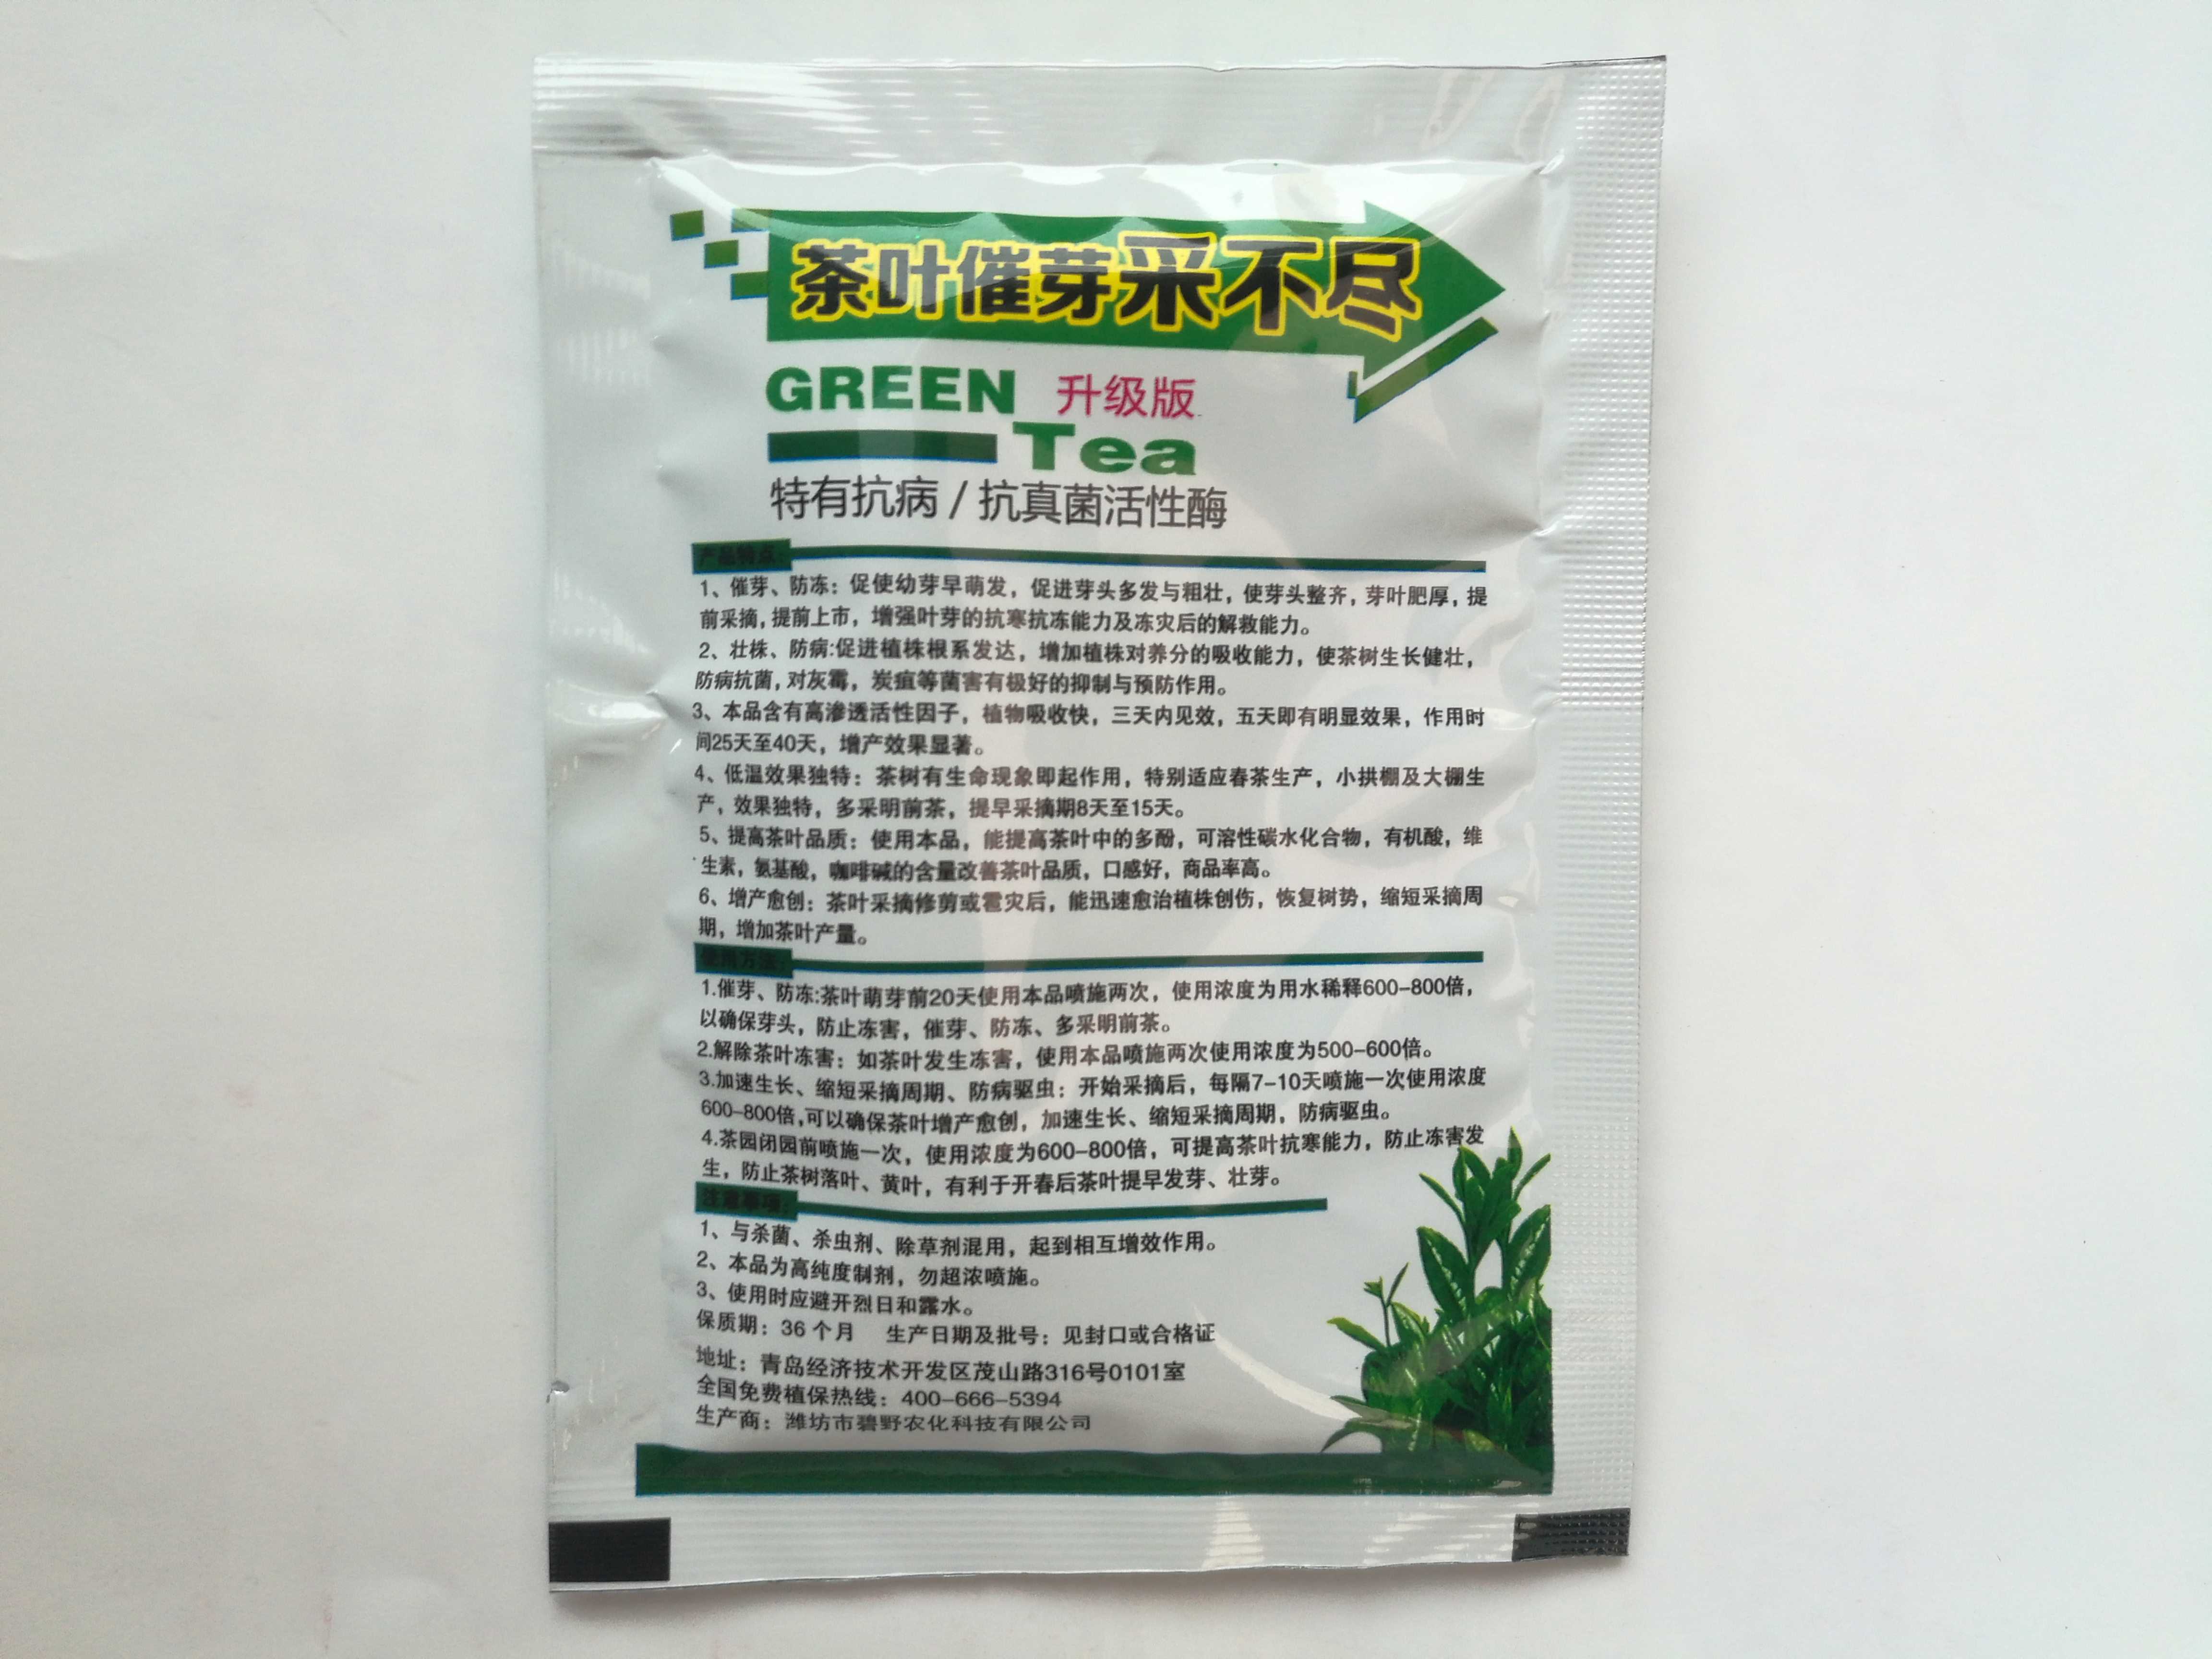 茶叶催芽采不尽
GREEN 升级版
Tea
特有抗病/抗真菌活性酶
产品特点:
1、催芽、防冻：促使幼芽早萌发，促进芽头多发与粗壮，使芽头整齐，芽叶肥厚，提
前采摘，提前上市，增强叶芽的抗寒抗冻能力及冻灾后的解救能力。
2、壮株、防病:促进植株根系发达，增加植株对养分的吸收能力，使茶树生长健壮，
防病抗菌，对灰霉，炭疽等菌害有极好的抑制与预防作用。
3、本品含有高渗透活性因子，植物吸收快，三天内见效，五天即有明显效果，作用时
间25天至40天，增产效果显著。
4、低温效果独特：茶树有生命现象即起作用，特别适应春茶生产，小拱棚及大棚生
产，效果独特，多采明前茶，提早采摘期8天至15天。
5、提高茶叶品质：使用本品，能提高茶叶中的多酚，可溶性碳水化合物，有机酸，维
生素，氨基酸，咖啡碱的含量改善茶叶品质，口感好，商品率高。
6、增产愈创：茶叶采摘修剪或雹灾后，能迅速愈治植株创伤，恢复树势，缩短采摘周
期，增加茶叶产量。
使用方法:
1.催芽、防冻:茶叶萌芽前20天使用本品喷施两次，使用浓度为用水稀释600-800倍，
以确保芽头，防止冻害，催芽、防冻、多采明前茶。
2.解除茶叶冻害：如茶叶发生冻害，使用本品喷施两次使用浓度为500-600倍。
3.加速生长、缩短采摘周期、防病驱虫：开始采摘后，每隔7-10天喷施一次使用浓度
600-800倍,可以确保茶叶增产愈创，加速生长、缩短采摘周期，防病驱虫。
4.茶园闭园前喷施一次，使用浓度为600-800倍，可提高茶叶抗寒能力，防止冻害发
生，防止茶树落叶、黄叶，有利于开春后茶叶提早发芽、壮芽。
注意事项:
1、与杀菌、杀虫剂、除草剂混用，起到相互增效作用。
2、本品为高纯度制剂，勿超浓喷施。
3、使用时应避开烈日和露水。
保质期：36个月 生产日期及批号：见封口或合格证
地址：青岛经济技术开发区茂山路316号0101室
全国免费植保热线：400-666-5394
生产商：潍坊市碧野农化科技有限公司